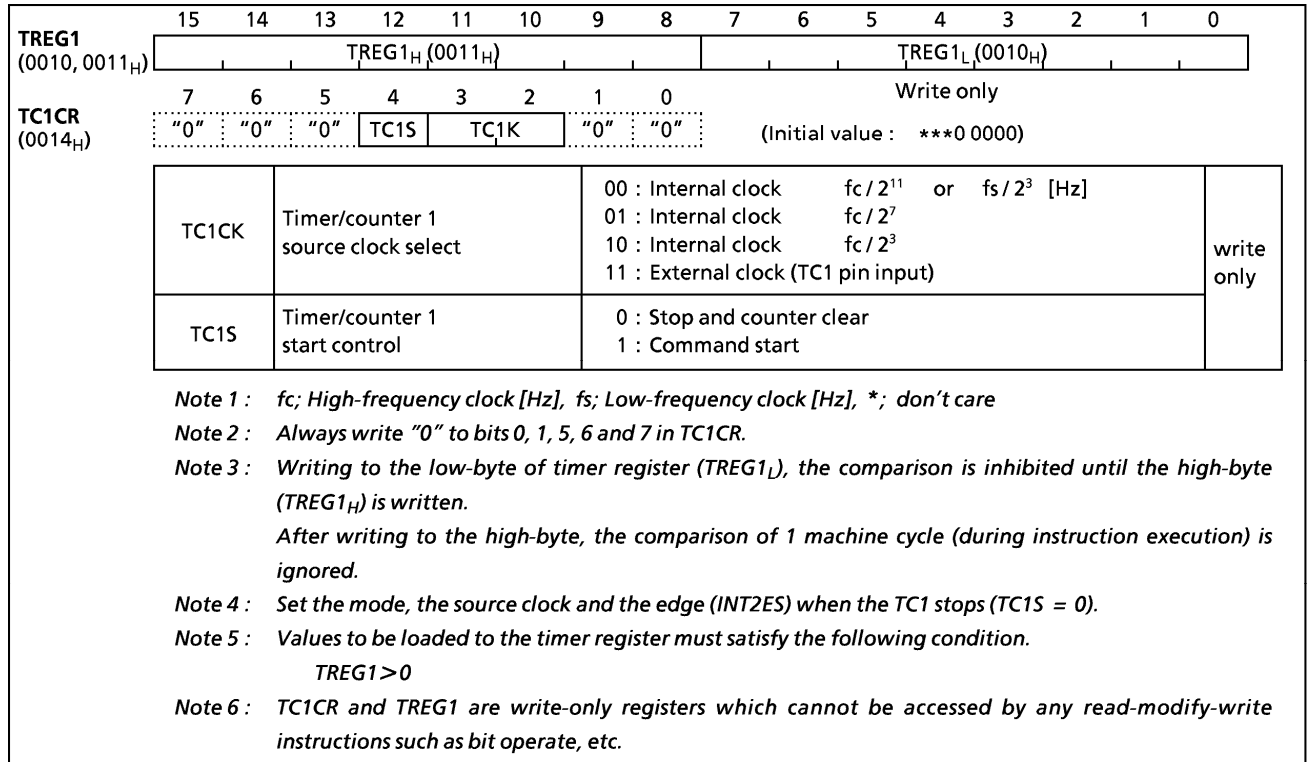 15 14 13 12 11 10 9 8 7 6 5 4 3 2 1 0
TREG1
(0010, 0011H)
TREG1H (0011H) TREG1L (0010H)
Write only
7 6 5 4 3 2 1 0
TC1CR
(0014H)
"0" "0" "0" TC1S TC1K "0" "0" (Initial value : ***0 0000)
TC1CK
Timer/counter 1
source clock select
00 : Internal clock fc / 2¹¹ or fs / 2³ [Hz]
01 : Internal clock fc / 2⁷
10 : Internal clock fc / 2³
11 : External clock (TC1 pin input)
write
only
TC1S
Timer/counter 1
start control
0 : Stop and counter clear
1 : Command start
Note 1 : fc; High-frequency clock [Hz], fs; Low-frequency clock [Hz], *; don't care
Note 2 : Always write "0" to bits 0, 1, 5, 6 and 7 in TC1CR.
Note 3 : Writing to the low-byte of timer register (TREG1L), the comparison is inhibited until the high-byte
(TREG1H) is written.
After writing to the high-byte, the comparison of 1 machine cycle (during instruction execution) is
ignored.
Note 4 : Set the mode, the source clock and the edge (INT2ES) when the TC1 stops (TC1S = 0).
Note 5 : Values to be loaded to the timer register must satisfy the following condition.
TREG1>0
Note 6 : TC1CR and TREG1 are write-only registers which cannot be accessed by any read-modify-write
instructions such as bit operate, etc.